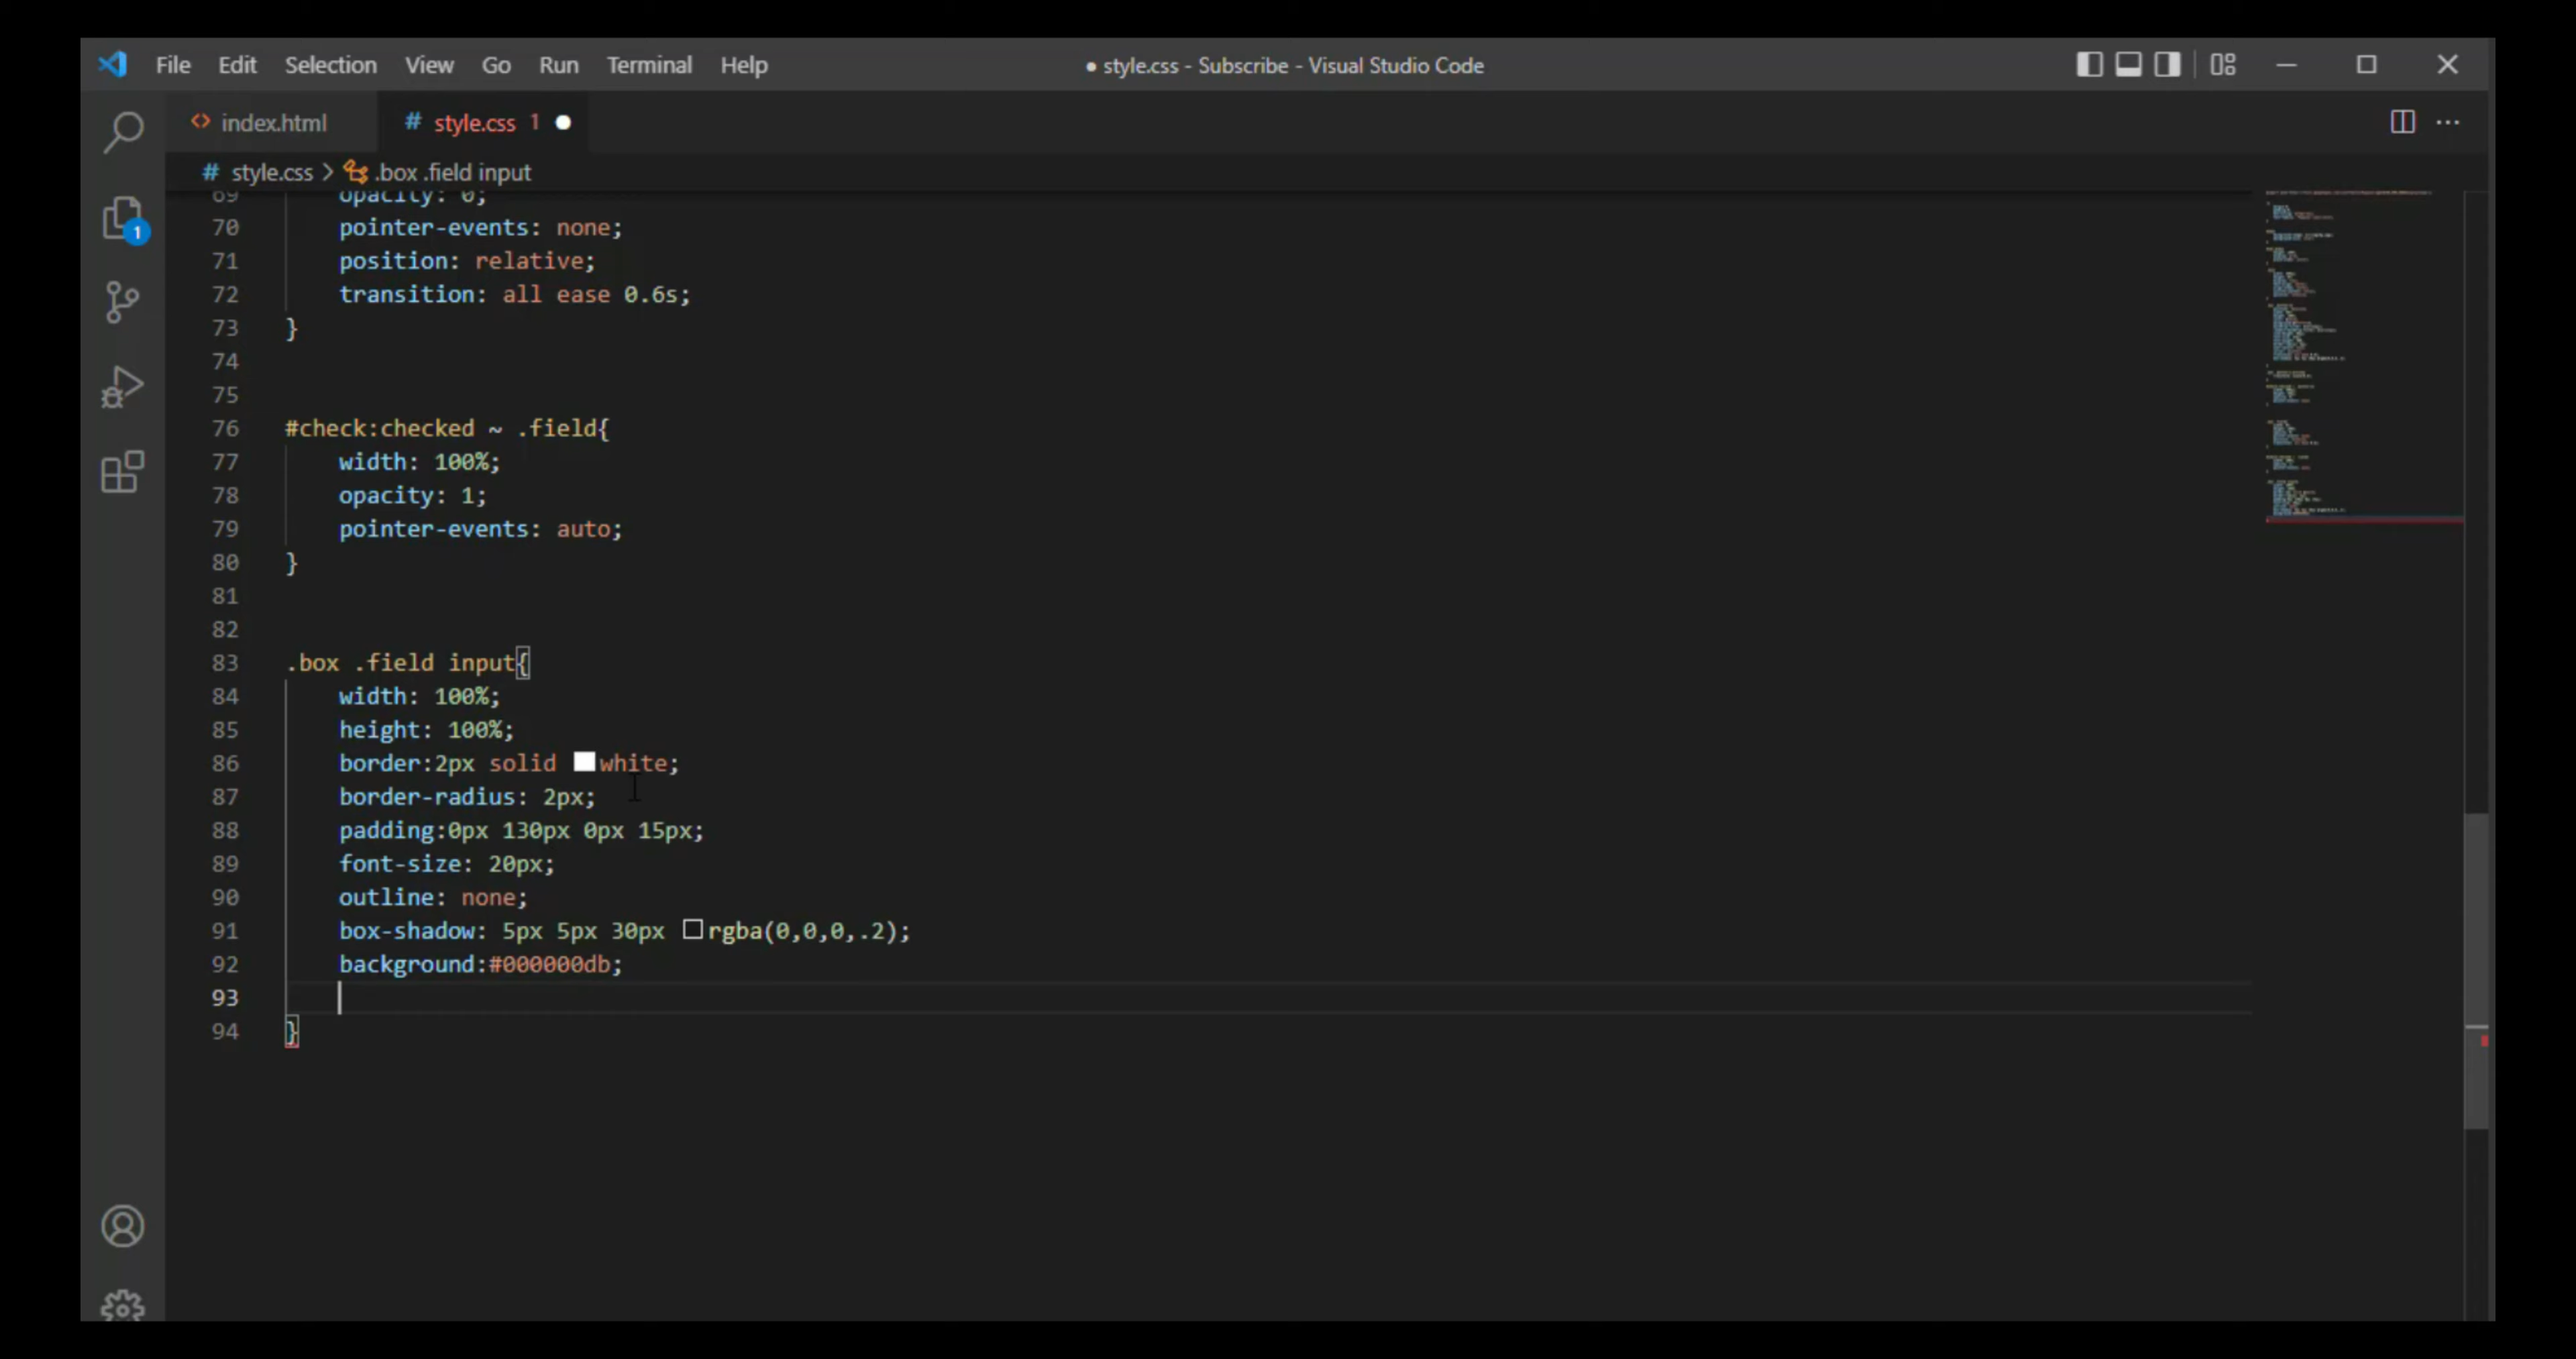 File Edit Selection View Go Run Terminal Help
● style.css - Subscribe - Visual Studio Code
<> index.html
# style.css 1 ●
# style.css > .box .field input
1
69 opacity: 0;
70 pointer-events: none;
71 position: relative;
72 transition: all ease 0.6s;
73 }
74
75
76 #check:checked ~ .field{
77 width: 100%;
78 opacity: 1;
79 pointer-events: auto;
80 }
81
82
83 .box .field input{
84 width: 100%;
85 height: 100%;
86 border:2px solid white;
87 border-radius: 2px;
88 padding:0px 130px 0px 15px;
89 font-size: 20px;
90 outline: none;
91 box-shadow: 5px 5px 30px rgba(0,0,0,.2);
92 background:#000000db;
93
94 }